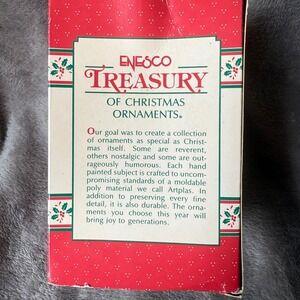 ENESCO
TREASURY
OF CHRISTMAS
ORNAMENTS®
Our goal was to create a collection
of ornaments as special as Christ-
mas itself. Some are reverent,
others nostalgic and some are out-
rageously humorous. Each hand
painted subject is crafted to uncom-
promising standards of a moldable
poly material we call Artplas. In
addition to preserving every fine
detail, it is also durable. The orna-
ments you choose this year will
bring joy to generations.